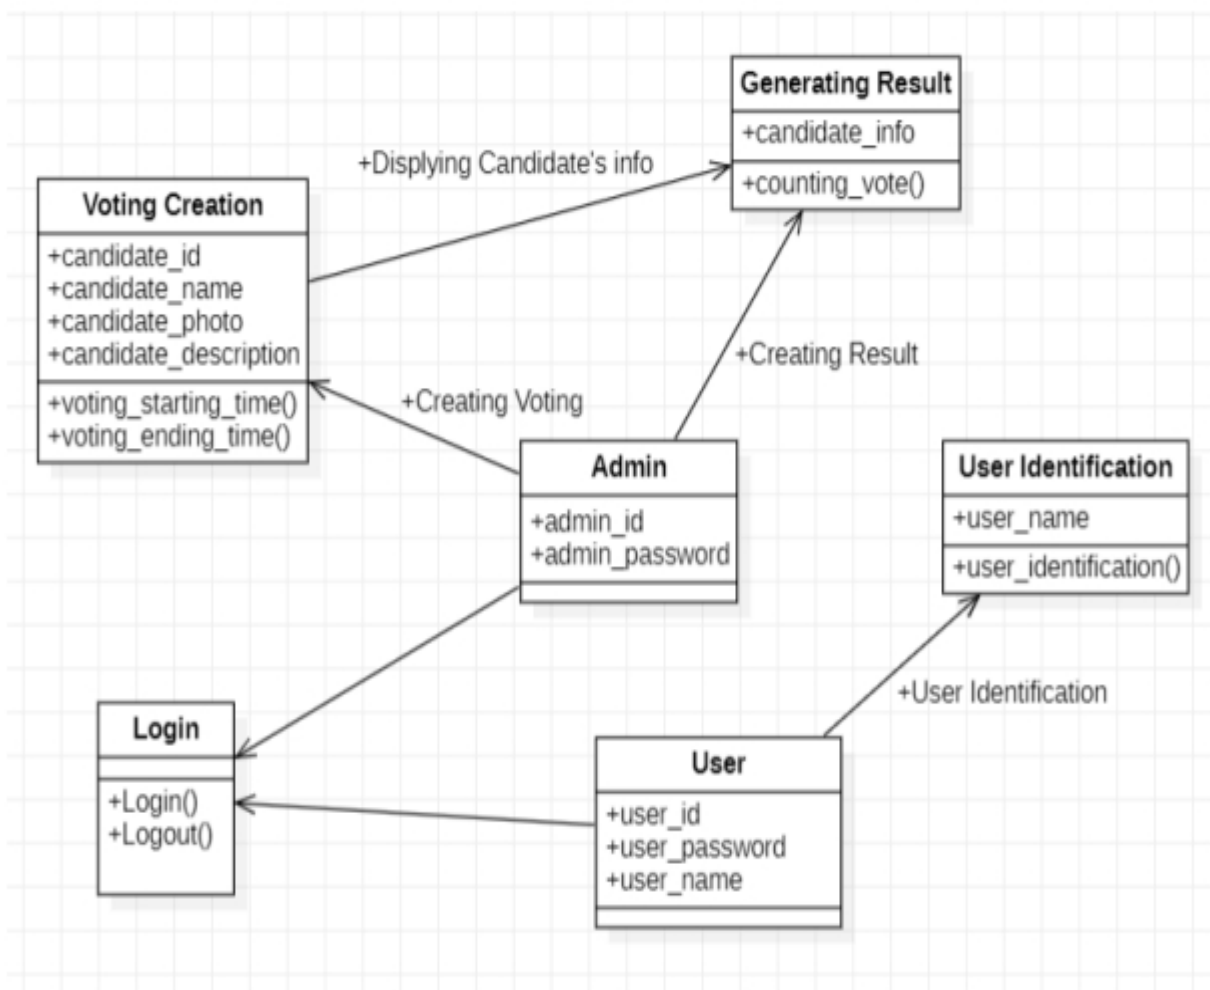 Generating Result
+candidate_info
+counting_vote()
+Displying Candidate's info
Voting Creation
+candidate_id
+candidate_name
+candidate_photo
+candidate_description
+voting_starting_time()
+voting_ending_time()
+Creating Result
+Creating Voting
Admin
+admin_id
+admin_password
User Identification
+user_name
+user_identification()
+User Identification
Login
+Login()
+Logout()
User
+user_id
+user_password
+user_name